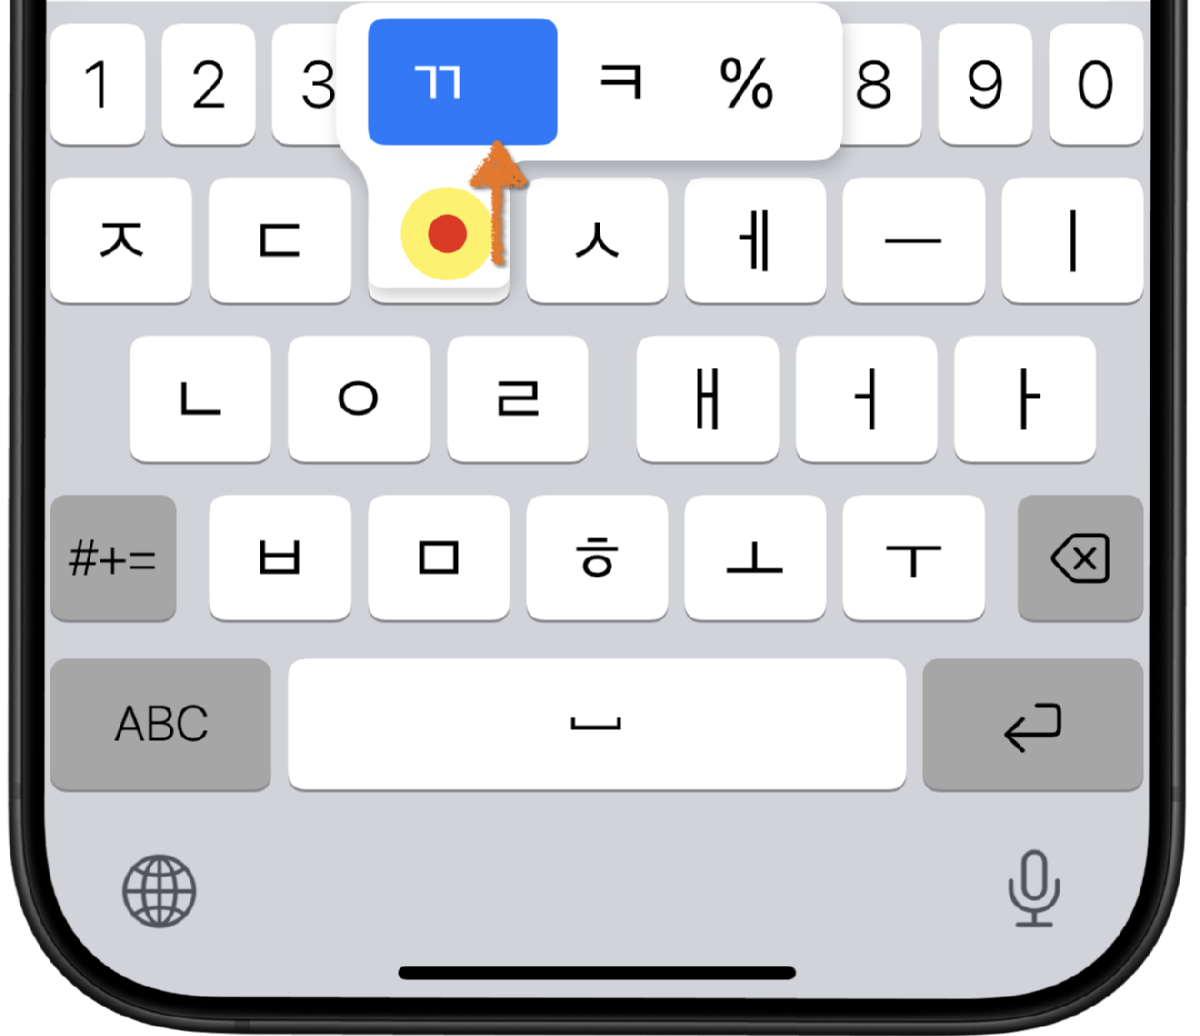 1 2 3 ㄲ ㅋ % 8 9 0
ㅈ ㄷ ㅅ ㅔ ㅡ ㅣ
ㄴ ㅇ ㄹ ㅐ ㅓ ㅏ
#+= ㅂ ㅁ ㅎ ㅗ ㅜ
ABC